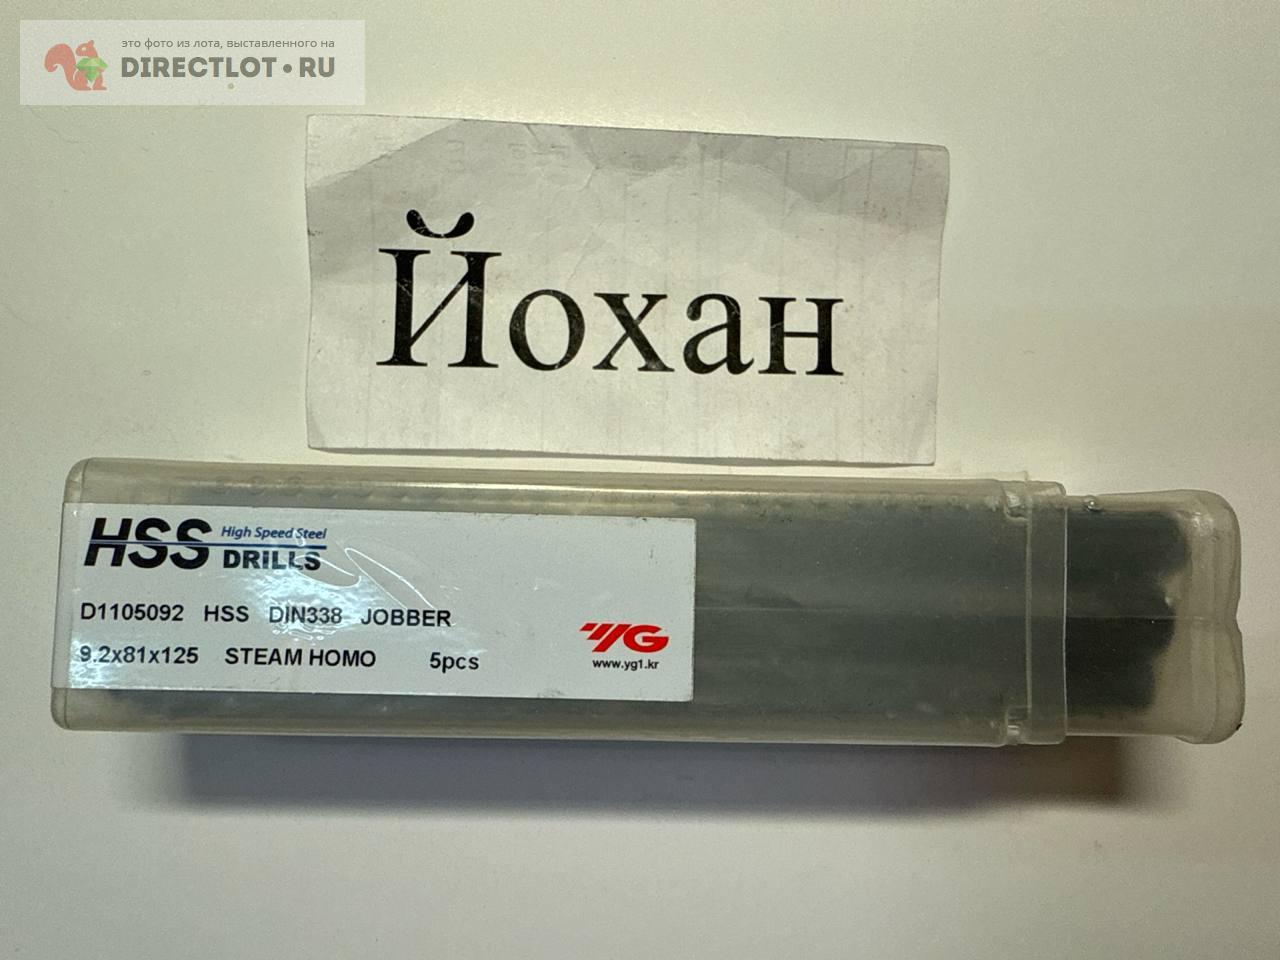 это фото из лота, выставленного на
DIRECTLOT.RU
Йохан
HSS High Speed Steel
DRILLS
D1105092 HSS DIN338 JOBBER
9.2x81x125 STEAM HOMO 5pcs
YG
www.yg1.kr